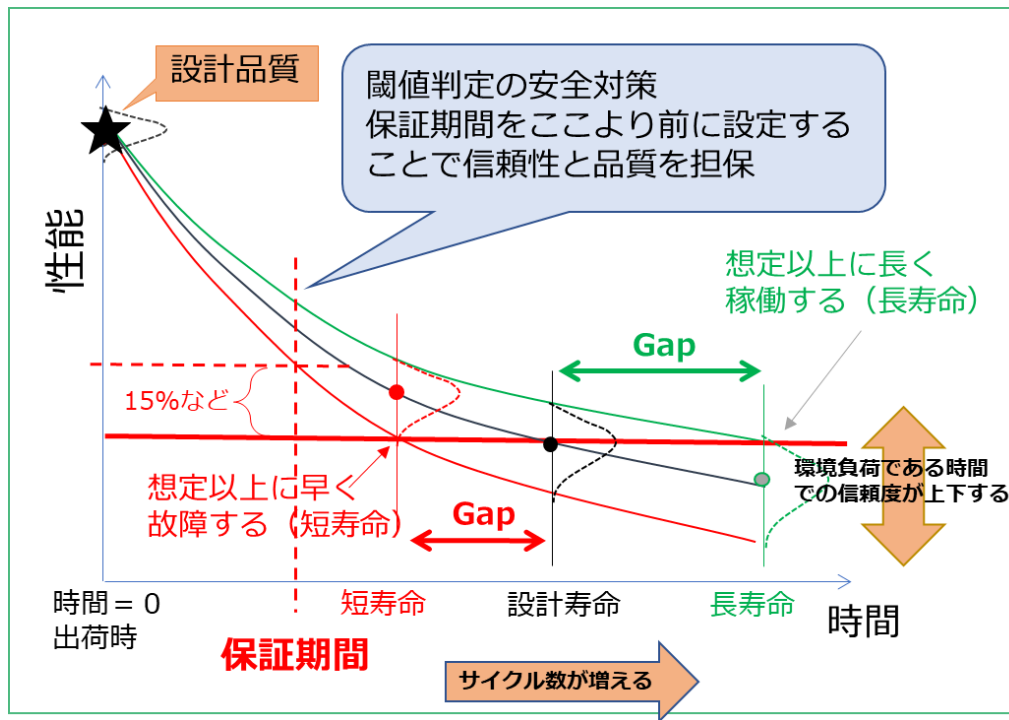 設計品質
閾値判定の安全対策
保証期間をここより前に設定する
ことで信頼性と品質を担保
性能
想定以上に長く
稼働する（長寿命）
Gap
15%など
環境負荷である時間
での信頼度が上下する
想定以上に早く
故障する（短寿命）
Gap
時間＝０
出荷時
短寿命
設計寿命
長寿命
時間
保証期間
サイクル数が増える